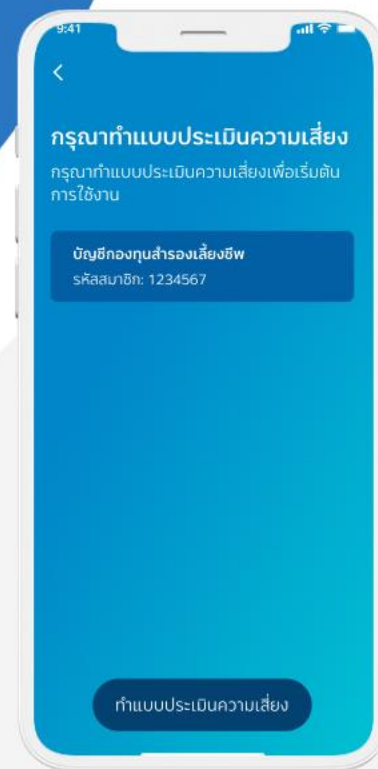 9:41
กรุณาทำแบบประเมินความเสี่ยง
กรุณาทำแบบประเมินความเสี่ยงเพื่อเริ่มต้น
การใช้งาน
บัญชีกองทุนสำรองเลี้ยงชีพ
รหัสสมาชิก: 1234567
ทำแบบประเมินความเสี่ยง